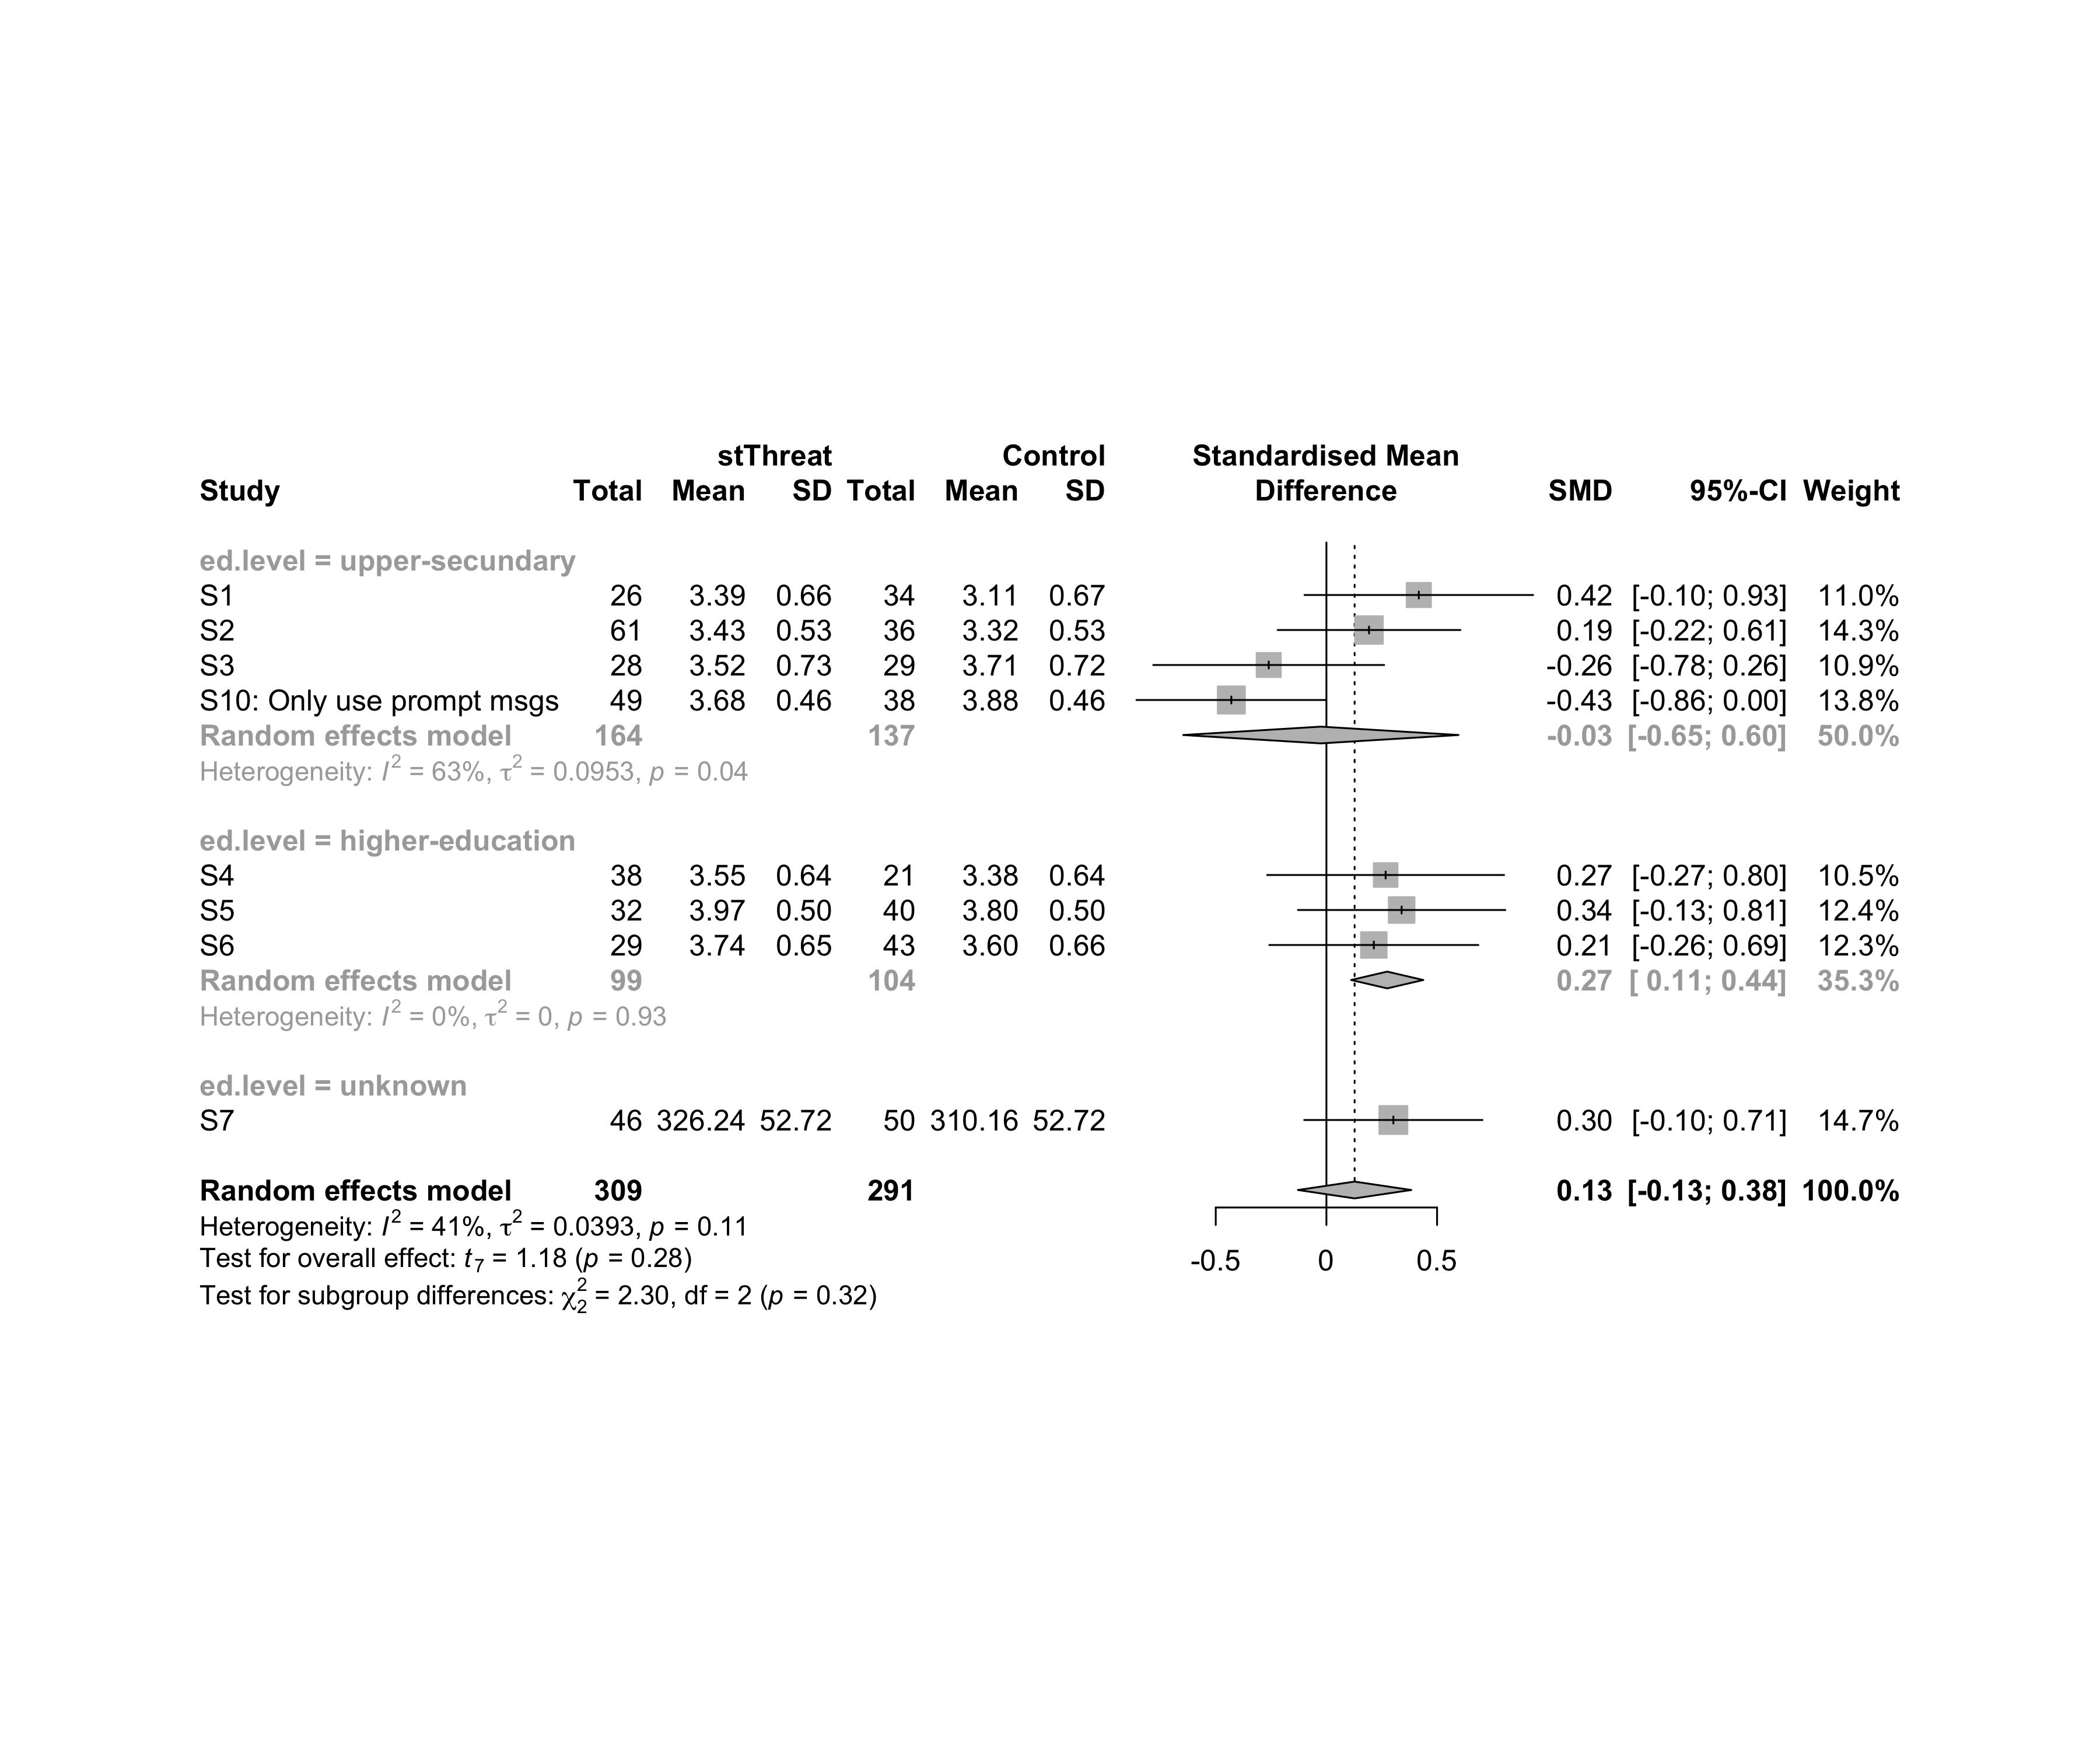 stThreat Control Standardised Mean
Study Total Mean SD Total Mean SD Difference SMD 95%-CI Weight
ed.level = upper-secundary
S1 26 3.39 0.66 34 3.11 0.67 0.42 [-0.10; 0.93] 11.0%
S2 61 3.43 0.53 36 3.32 0.53 0.19 [-0.22; 0.61] 14.3%
S3 28 3.52 0.73 29 3.71 0.72 -0.26 [-0.78; 0.26] 10.9%
S10: Only use prompt msgs 49 3.68 0.46 38 3.88 0.46 -0.43 [-0.86; 0.00] 13.8%
Random effects model 164 137 -0.03 [-0.65; 0.60] 50.0%
Heterogeneity: I² = 63%, τ² = 0.0953, p = 0.04
ed.level = higher-education
S4 38 3.55 0.64 21 3.38 0.64 0.27 [-0.27; 0.80] 10.5%
S5 32 3.97 0.50 40 3.80 0.50 0.34 [-0.13; 0.81] 12.4%
S6 29 3.74 0.65 43 3.60 0.66 0.21 [-0.26; 0.69] 12.3%
Random effects model 99 104 0.27 [ 0.11; 0.44] 35.3%
Heterogeneity: I² = 0%, τ² = 0, p = 0.93
ed.level = unknown
S7 46 326.24 52.72 50 310.16 52.72 0.30 [-0.10; 0.71] 14.7%
Random effects model 309 291 0.13 [-0.13; 0.38] 100.0%
Heterogeneity: I² = 41%, τ² = 0.0393, p = 0.11
Test for overall effect: t₇ = 1.18 (p = 0.28)
-0.5 0 0.5
Test for subgroup differences: χ²₂ = 2.30, df = 2 (p = 0.32)